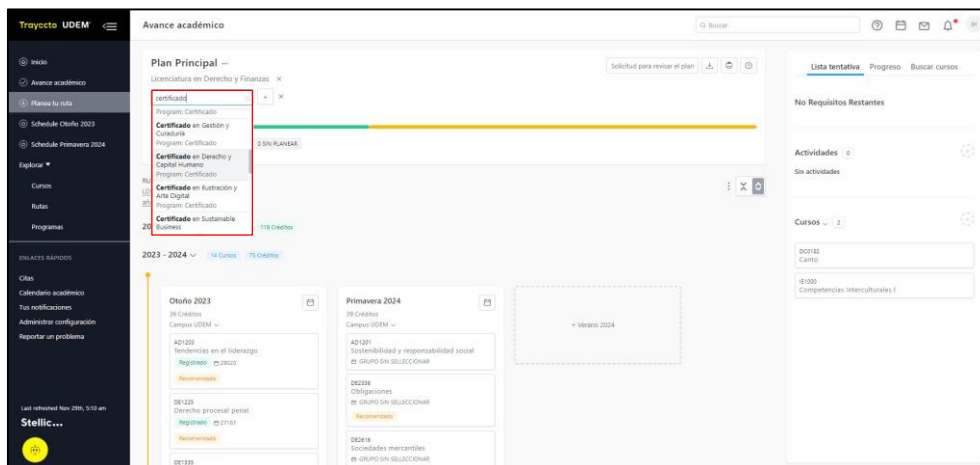 Trayecto UDEM
Inicio
Avance académico
Planea tu ruta
Schedule Otoño 2023
Schedule Primavera 2024
Explorar
Cursos
Rutas
Programas
ENLACES RÁPIDOS
Citas
Calendario académico
Tus notificaciones
Administrar configuración
Reportar un problema
Last refreshed Nov 29th, 5:10 am
Stellic...
Avance académico
Buscar
Plan Principal
Licenciatura en Derecho y Finanzas ×
Solicitud para revisar el plan
certificado
+ ×
Program: Certificado
Certificado en Gestión y
Curaduría
Program: Certificado
Certificado en Derecho y
Capital Humano
Program: Certificado
Certificado en Ilustración y
Arte Digital
Program: Certificado
Certificado en Sustainable
Business
0 SIN PLANEAR
20
118 Créditos
2023 - 2024
14 Cursos
75 Créditos
Otoño 2023
39 Créditos
Campus UDEM
AD1203
Tendencias en el liderazgo
Registrado
Recomendado
DE1225
Derecho procesal penal
Registrado
27187
Recomendado
DE1335
Primavera 2024
39 Créditos
Campus UDEM
AD1201
Sostenibilidad y responsabilidad social
GRUPO SIN SELLECCIONAR
DE2336
Obligaciones
GRUPO SIN SELLECCIONAR
Recomendado
DE2616
Sociedades mercantiles
GRUPO SIN SELLECCIONAR
+ Verano 2024
Lista tentativa Progreso Buscar cursos
No Requisitos Restantes
Actividades 0
Sin actividades
Cursos 2
DC0182
Canto
IE1000
Competencias Interculturales I